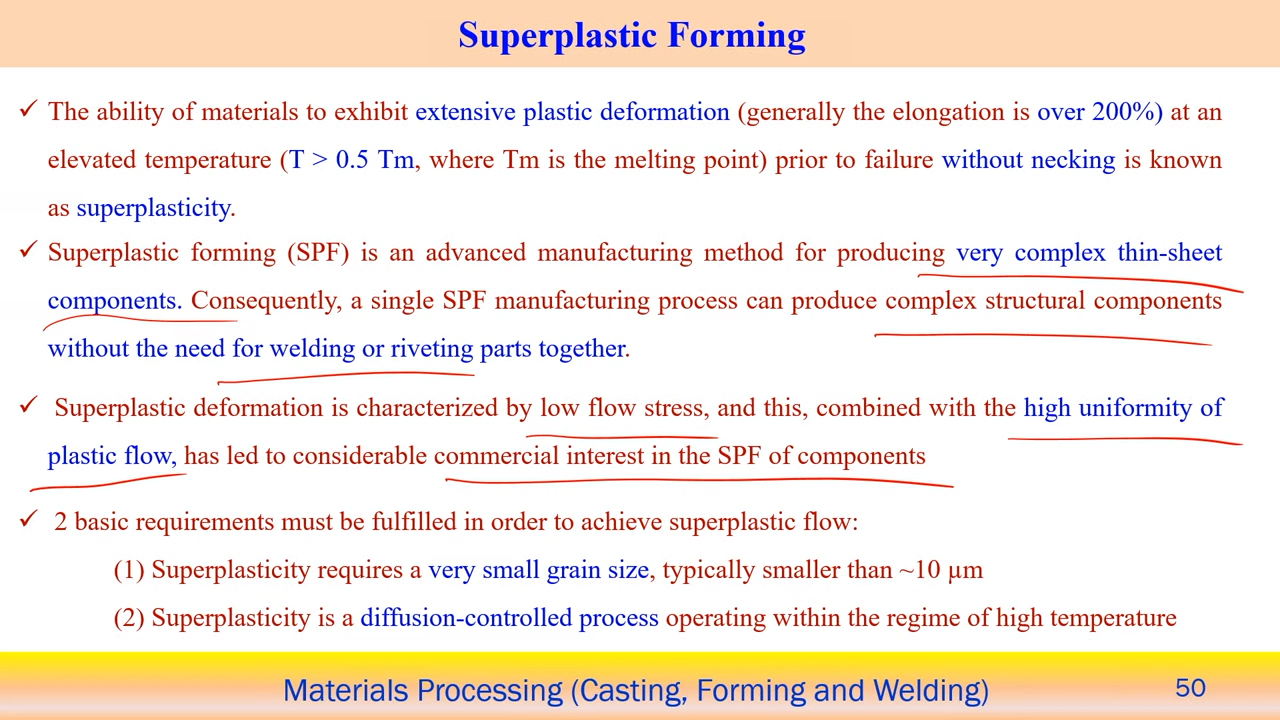 Superplastic Forming
✓ The ability of materials to exhibit extensive plastic deformation (generally the elongation is over 200%) at an
elevated temperature (T > 0.5 Tm, where Tm is the melting point) prior to failure without necking is known
as superplasticity.
✓ Superplastic forming (SPF) is an advanced manufacturing method for producing very complex thin-sheet
components. Consequently, a single SPF manufacturing process can produce complex structural components
without the need for welding or riveting parts together.
✓ Superplastic deformation is characterized by low flow stress, and this, combined with the high uniformity of
plastic flow, has led to considerable commercial interest in the SPF of components
✓ 2 basic requirements must be fulfilled in order to achieve superplastic flow:
(1) Superplasticity requires a very small grain size, typically smaller than ~10 µm
(2) Superplasticity is a diffusion-controlled process operating within the regime of high temperature
Materials Processing (Casting, Forming and Welding)
50